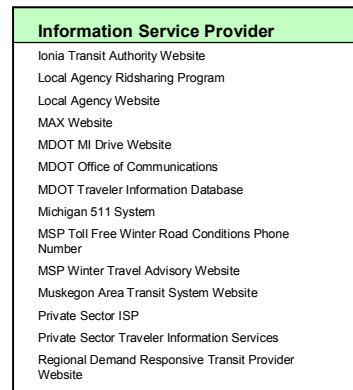 Information Service Provider
Ionia Transit Authority Website
Local Agency Ridsharing Program
Local Agency Website
MAX Website
MDOT MI Drive Website
MDOT Office of Communications
MDOT Traveler Information Database
Michigan 511 System
MSP Toll Free Winter Road Conditions Phone
Number
MSP Winter Travel Advisory Website
Muskegon Area Transit System Website
Private Sector ISP
Private Sector Traveler Information Services
Regional Demand Responsive Transit Provider
Website